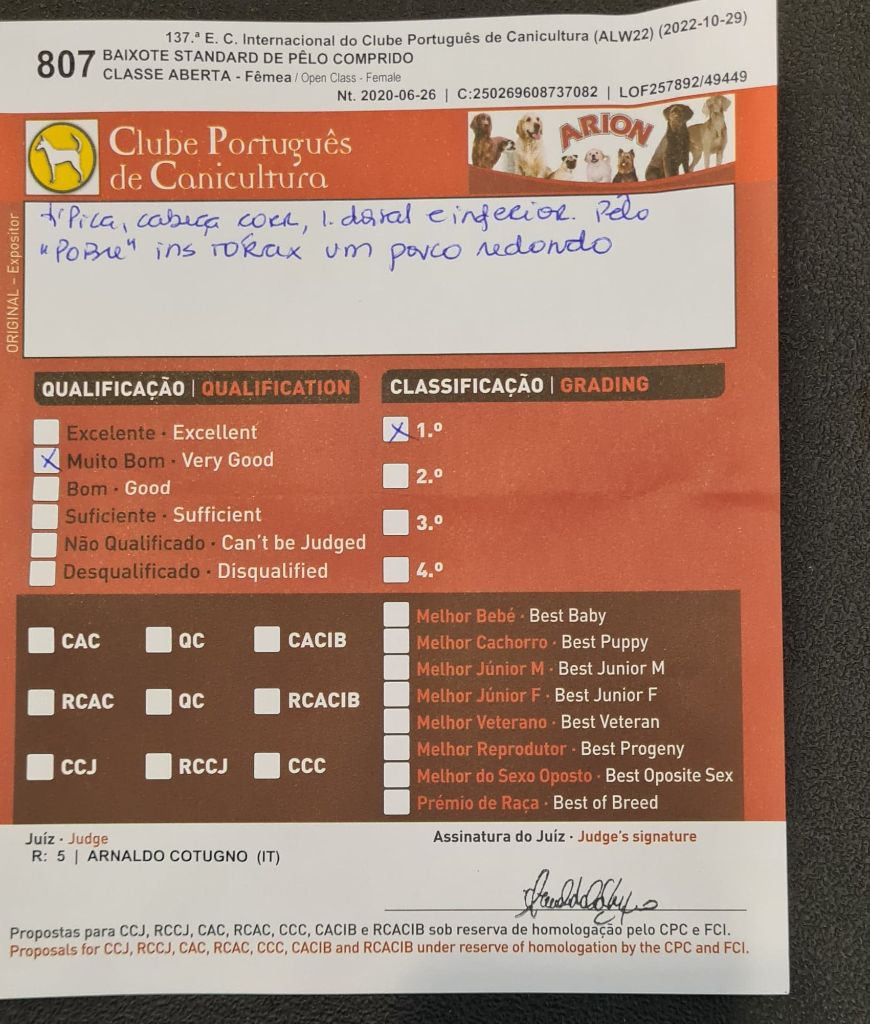 137.ª E. C. Internacional do Clube Português de Canicultura (ALW22) (2022-10-29)
807 BAIXOTE STANDARD DE PÊLO COMPRIDO
CLASSE ABERTA - Fêmea / Open Class - Female
Nt. 2020-06-26 | C:250269608737082 | LOF257892/49449
Clube Português
de Canicultura
ARION
ORIGINAL – Expositor
típica, cabeça corr, l. dorsal e inferior. Pêlo
"Pobre" ins tórax um pouco redondo
QUALIFICAÇÃO | QUALIFICATION
Excelente · Excellent
X Muito Bom · Very Good
Bom · Good
Suficiente · Sufficient
Não Qualificado · Can't be Judged
Desqualificado · Disqualified
CLASSIFICAÇÃO | GRADING
X 1.º
2.º
3.º
4.º
CAC QC CACIB
RCAC QC RCACIB
CCJ RCCJ CCC
Melhor Bebé · Best Baby
Melhor Cachorro · Best Puppy
Melhor Júnior M · Best Junior M
Melhor Júnior F · Best Junior F
Melhor Veterano · Best Veteran
Melhor Reprodutor · Best Progeny
Melhor do Sexo Oposto · Best Oposite Sex
Prémio de Raça · Best of Breed
Juíz · Judge
R: 5 | ARNALDO COTUGNO (IT)
Assinatura do Juíz · Judge's signature
Propostas para CCJ, RCCJ, CAC, RCAC, CCC, CACIB e RCACIB sob reserva de homologação pelo CPC e FCI.
Proposals for CCJ, RCCJ, CAC, RCAC, CCC, CACIB and RCACIB under reserve of homologation by the CPC and FCI.